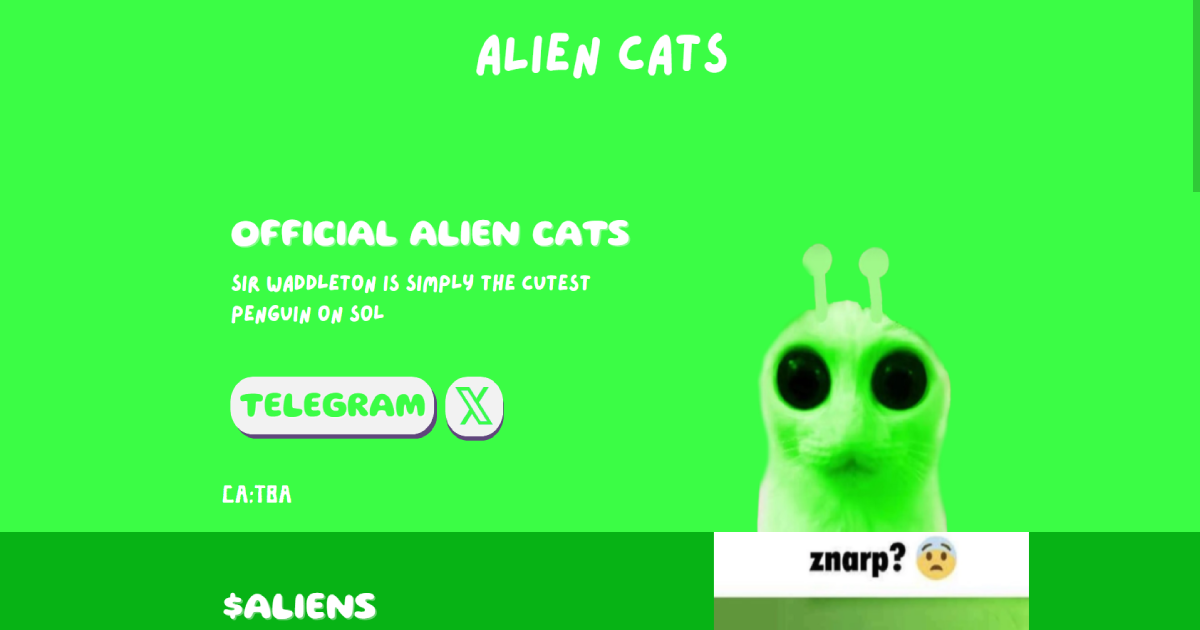 ALIEN CATS
OFFICIAL ALIEN CATS
SIR WADDLETON IS SIMPLY THE CUTEST
PENGUIN ON SOL
TELEGRAM X
CA:TBA
znarp? 😨
$ALIENS